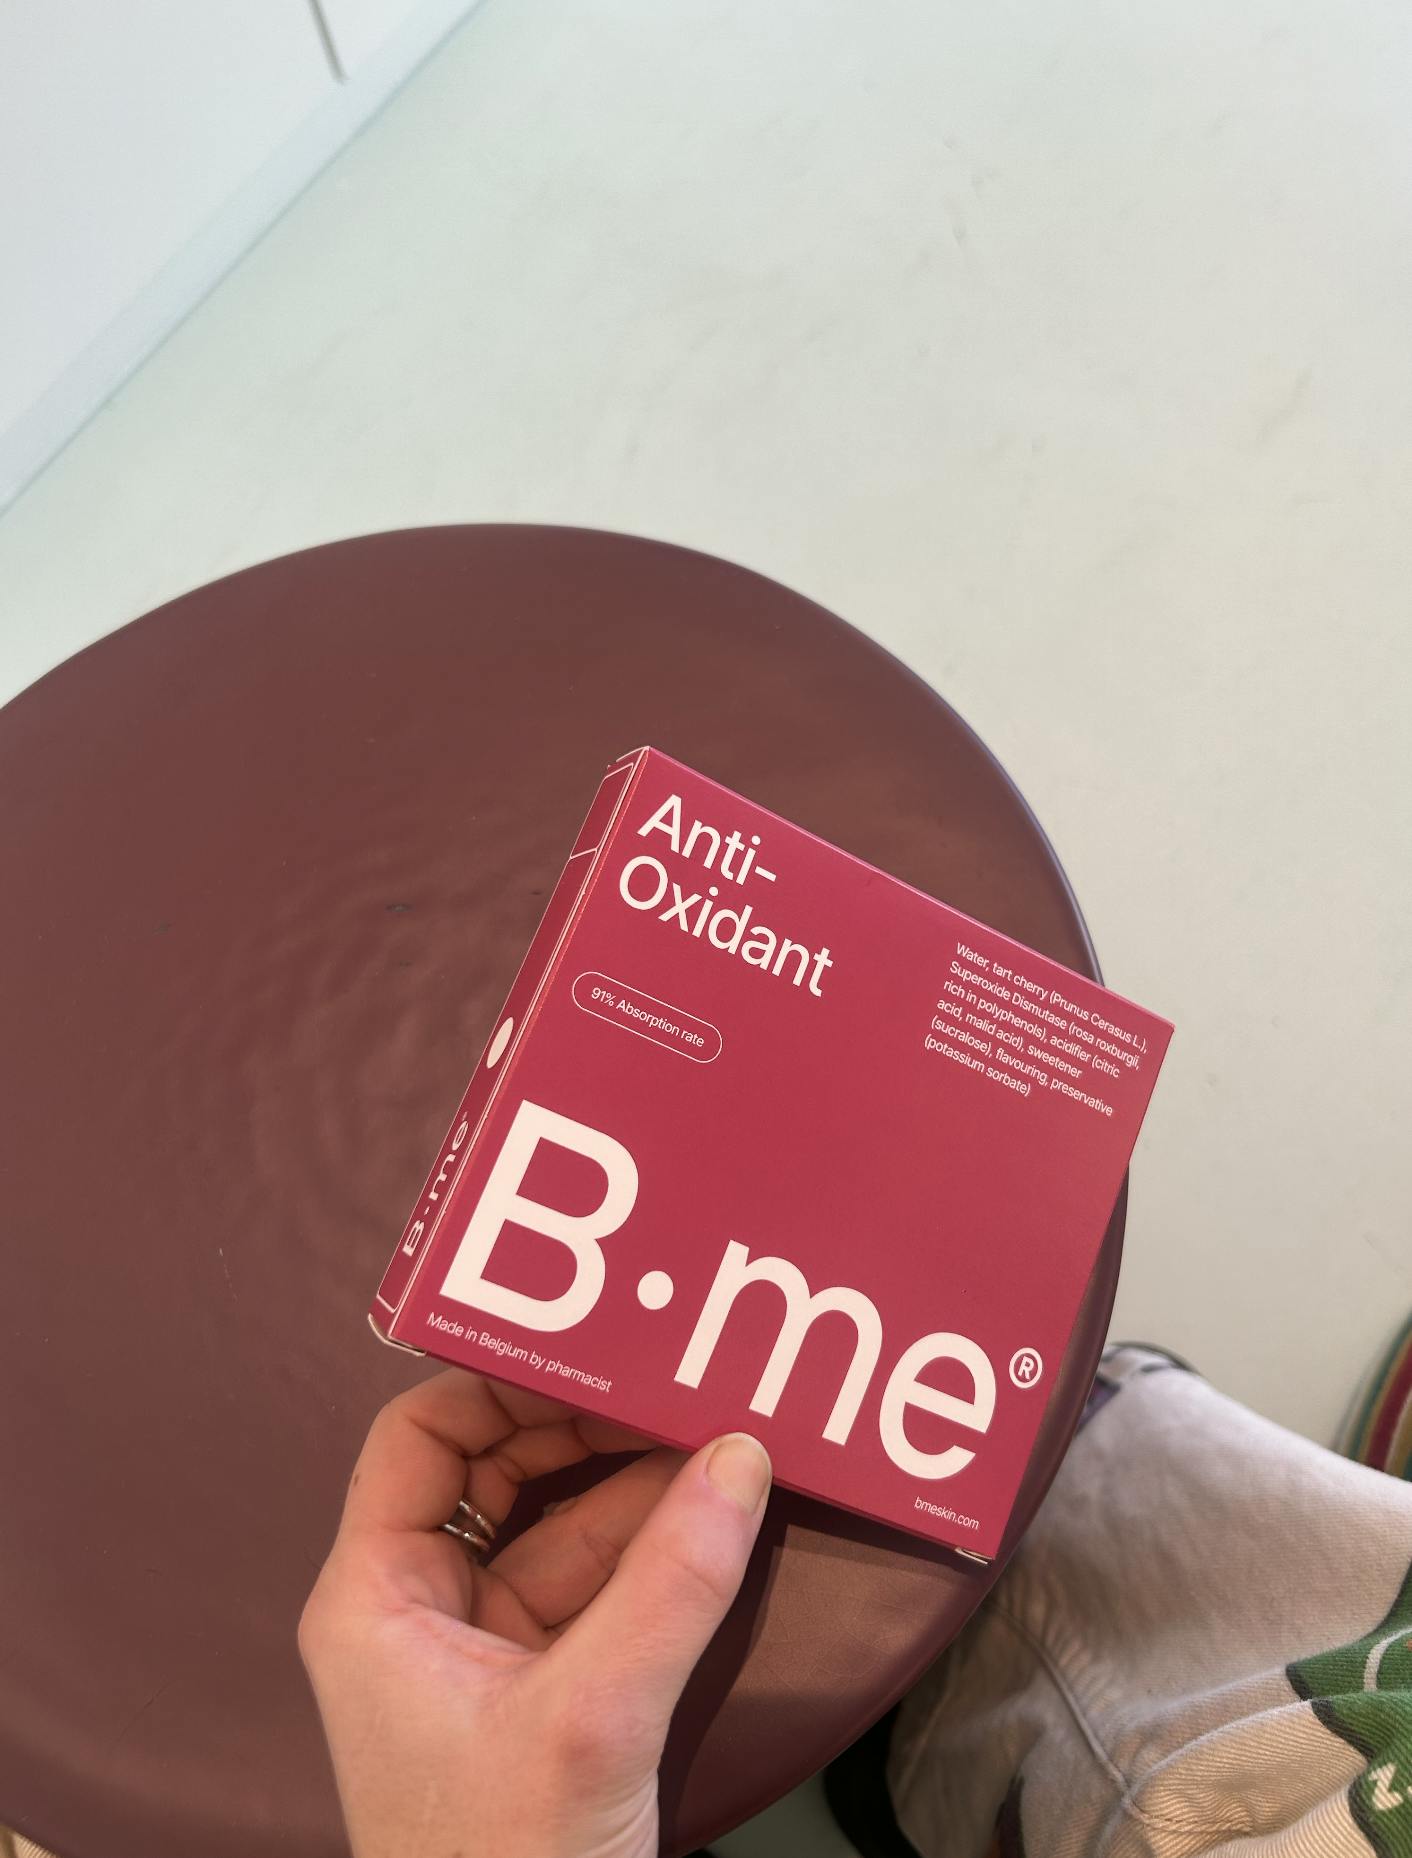 Anti-
Oxidant
91% Absorption rate
Water, tart cherry (Prunus Cerasus L.),
Superoxide Dismutase (rosa roxburgii,
rich in polyphenols), acidifier (citric
acid, malid acid), sweetener
(sucralose), flavouring, preservative
(potassium sorbate)
B·me®
Made in Belgium by pharmacist
bmeskin.com
B·me®